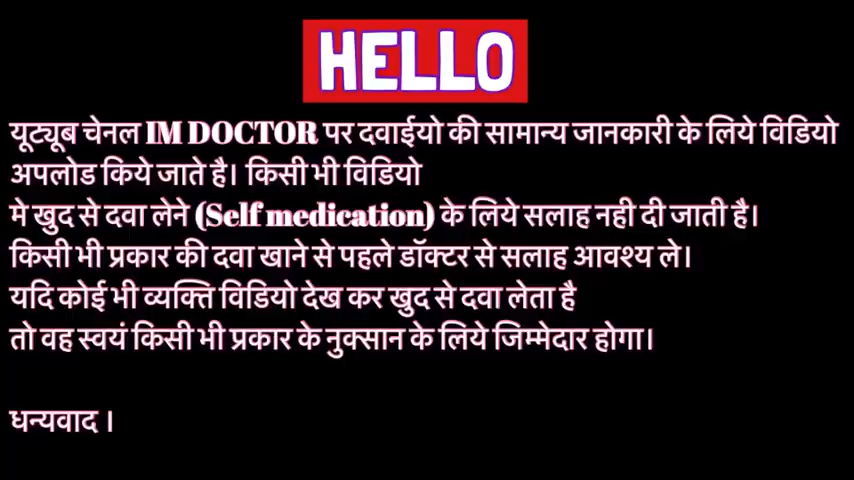 HELLO
यूट्यूब चेनल IM DOCTOR पर दवाईयो की सामान्य जानकारी के लिये विडियो
अपलोड किये जाते है। किसी भी विडियो
मे खुद से दवा लेने (Self medication) के लिये सलाह नही दी जाती है।
किसी भी प्रकार की दवा खाने से पहले डॉक्टर से सलाह आवश्य ले।
यदि कोई भी व्यक्ति विडियो देख कर खुद से दवा लेता है
तो वह स्वयं किसी भी प्रकार के नुक्सान के लिये जिम्मेदार होगा।
धन्यवाद ।